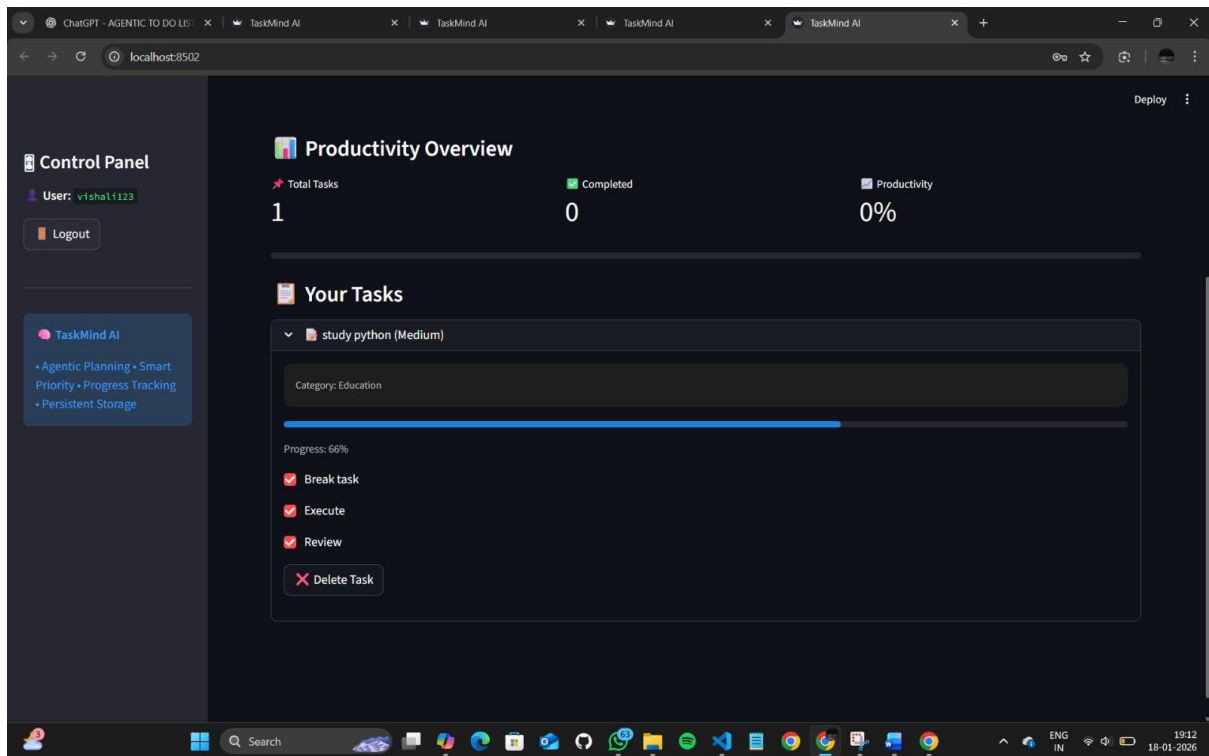 ChatGPT - AGENTIC TO DO LIS
TaskMind AI
TaskMind AI
TaskMind AI
TaskMind AI
localhost:8502
Deploy
Control Panel
User: vishali123
Logout
TaskMind AI
• Agentic Planning • Smart
Priority • Progress Tracking
• Persistent Storage
Productivity Overview
Total Tasks
1
Completed
0
Productivity
0%
Your Tasks
study python (Medium)
Category: Education
Progress: 66%
Break task
Execute
Review
Delete Task
3
Search
63
ENG
IN
19:12
18-01-2026